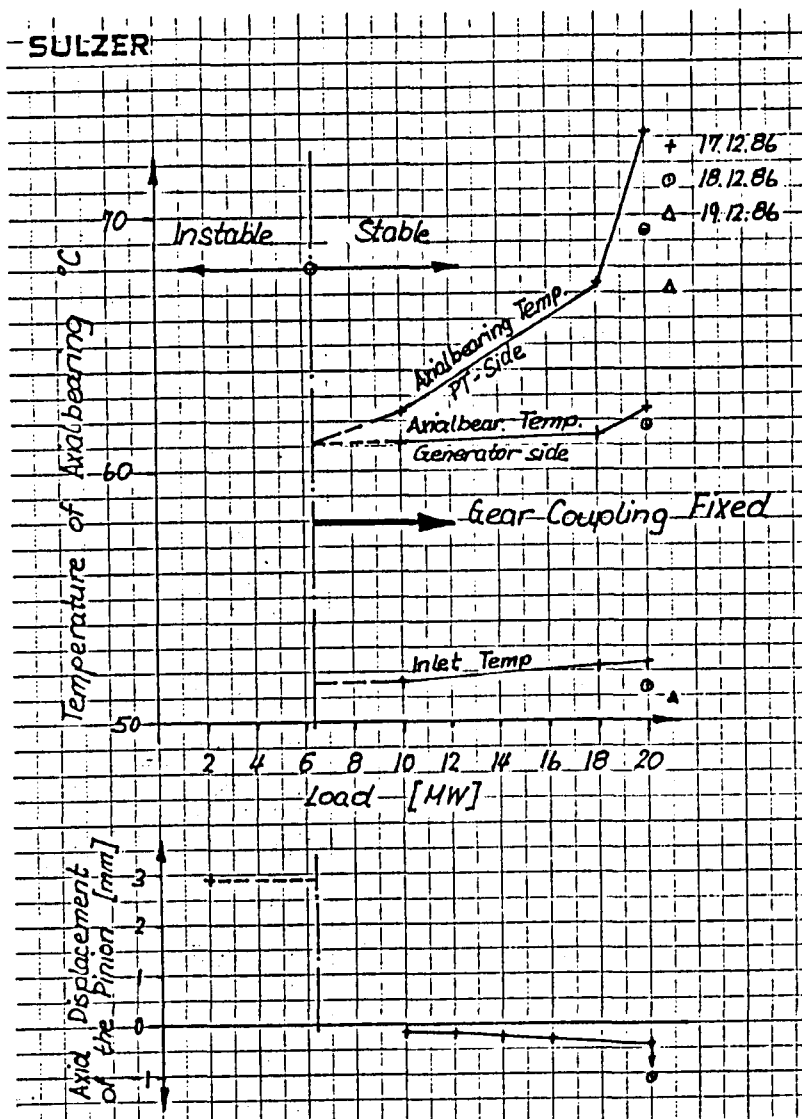 SULZER
+ 17.12.86
⊙ 18.12.86
Δ 19.12.86
70
Instable
Stable
Temperature of Axialbearing °C
Axialbearing Temp.
PT-Side
Axialbear. Temp.
Generator side
60
Gear Coupling Fixed
Inlet Temp
50
2 4 6 8 10 12 14 16 18 20
Load [MW]
Axial Displacement
of the Pinion [mm]
3
2
1
0
-1